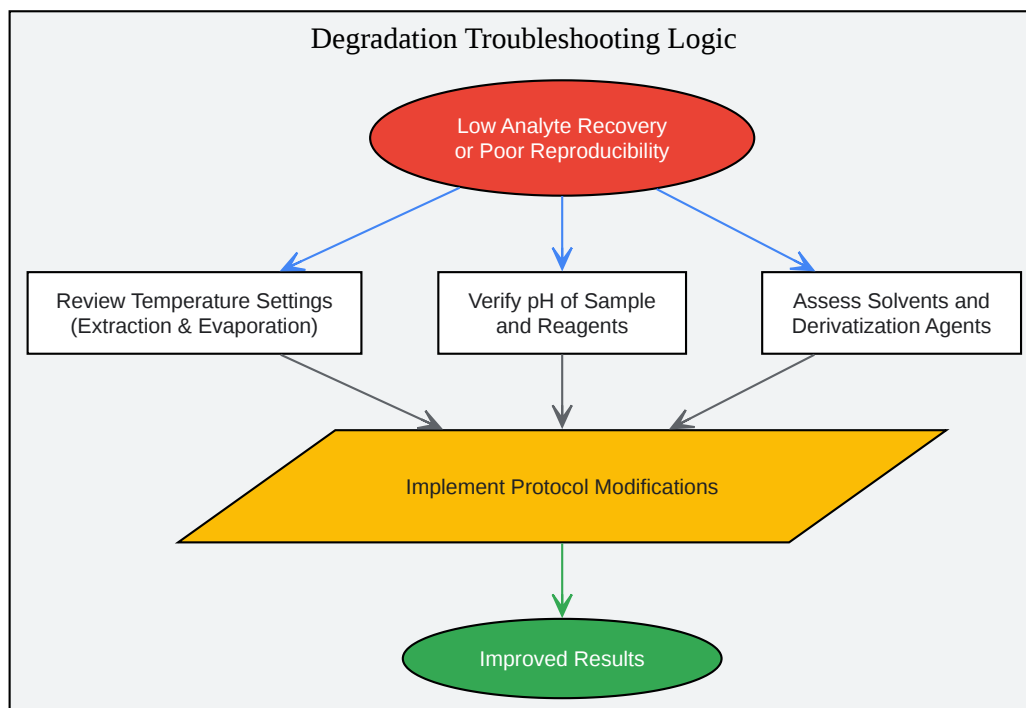 Degradation Troubleshooting Logic
Low Analyte Recovery
or Poor Reproducibility
Review Temperature Settings
(Extraction & Evaporation)
Verify pH of Sample
and Reagents
Assess Solvents and
Derivatization Agents
Implement Protocol Modifications
Improved Results